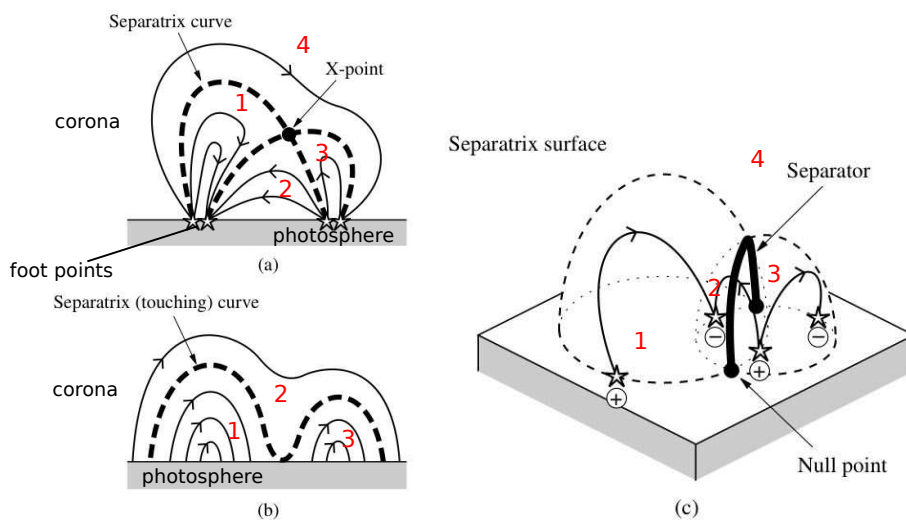 Separatrix curve
4
X-point
1
corona
3
2
photosphere
foot points
(a)
Separatrix (touching) curve
corona
2
1
3
photosphere
(b)
Separatrix surface
4
Separator
2
3
1
−
−
+
+
Null point
(c)